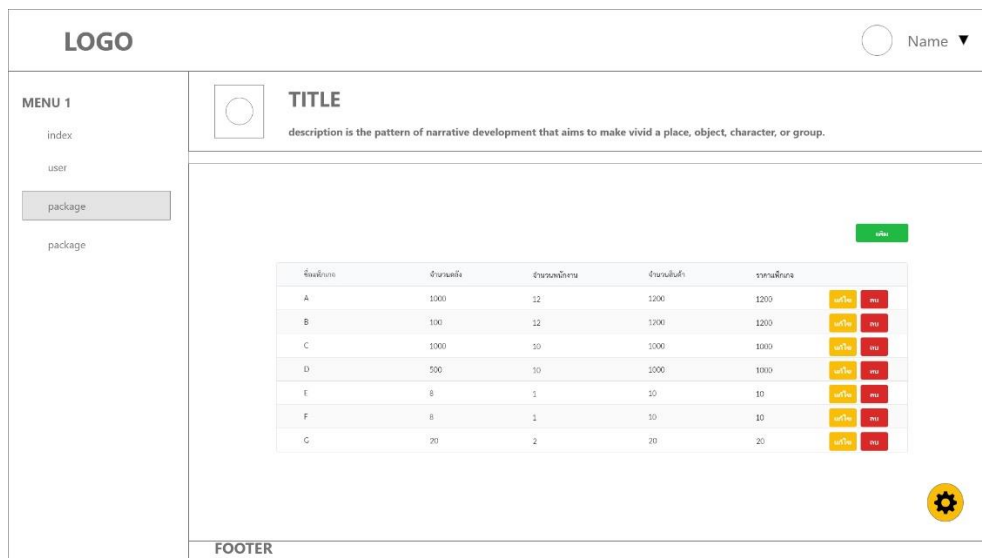 LOGO
Name
MENU 1
index
user
package
package
TITLE
description is the pattern of narrative development that aims to make vivid a place, object, character, or group.
เพิ่ม
ชื่อแพ็กเกจ จำนวนคลัง จำนวนพนักงาน จำนวนสินค้า ราคาแพ็กเกจ
A 1000 12 1200 1200 แก้ไข ลบ
B 100 12 1200 1200 แก้ไข ลบ
C 1000 10 1000 1000 แก้ไข ลบ
D 500 10 1000 1000 แก้ไข ลบ
E 8 1 10 10 แก้ไข ลบ
F 8 1 10 10 แก้ไข ลบ
G 20 2 20 20 แก้ไข ลบ
FOOTER